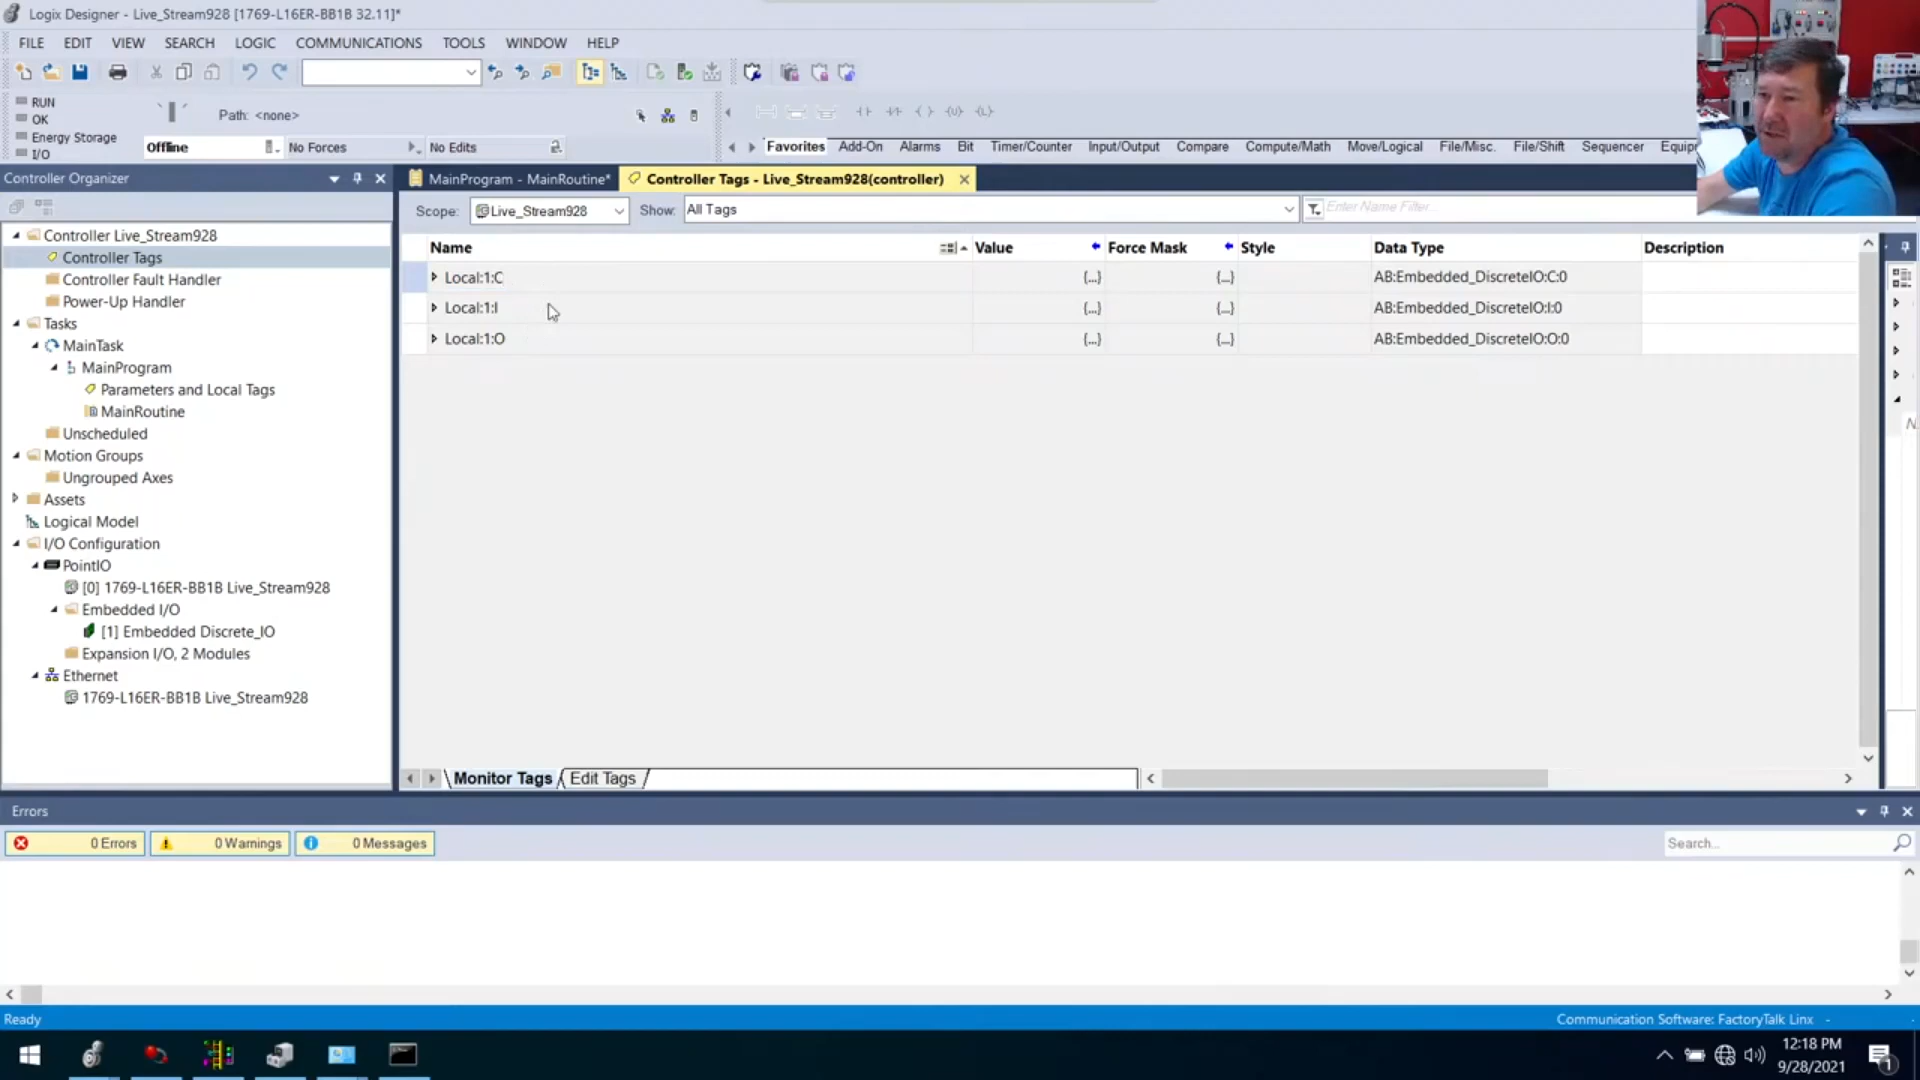 Logix Designer - Live_Stream928 [1769-L16ER-BB1B 32.11]*
FILE EDIT VIEW SEARCH LOGIC COMMUNICATIONS TOOLS WINDOW HELP
RUN
OK
Energy Storage
I/O
Path: <none>
Offline
No Forces
No Edits
Favorites Add-On Alarms Bit Timer/Counter Input/Output Compare Compute/Math Move/Logical File/Misc. File/Shift Sequencer Equip
Controller Organizer
MainProgram - MainRoutine*
Controller Tags - Live_Stream928(controller)
Scope: Live_Stream928 Show: All Tags
Enter Name Filter...
Controller Live_Stream928
Controller Tags
Controller Fault Handler
Power-Up Handler
Tasks
MainTask
MainProgram
Parameters and Local Tags
MainRoutine
Unscheduled
Motion Groups
Ungrouped Axes
Assets
Logical Model
I/O Configuration
PointIO
[0] 1769-L16ER-BB1B Live_Stream928
Embedded I/O
[1] Embedded Discrete_IO
Expansion I/O, 2 Modules
Ethernet
1769-L16ER-BB1B Live_Stream928
Name Value Force Mask Style Data Type Description
Local:1:C {...} {...} AB:Embedded_DiscreteIO:C:0
Local:1:I {...} {...} AB:Embedded_DiscreteIO:I:0
Local:1:O {...} {...} AB:Embedded_DiscreteIO:O:0
Monitor Tags Edit Tags
Errors
0 Errors 0 Warnings 0 Messages
Search...
Ready
Communication Software: FactoryTalk Linx
12:18 PM
9/28/2021
1